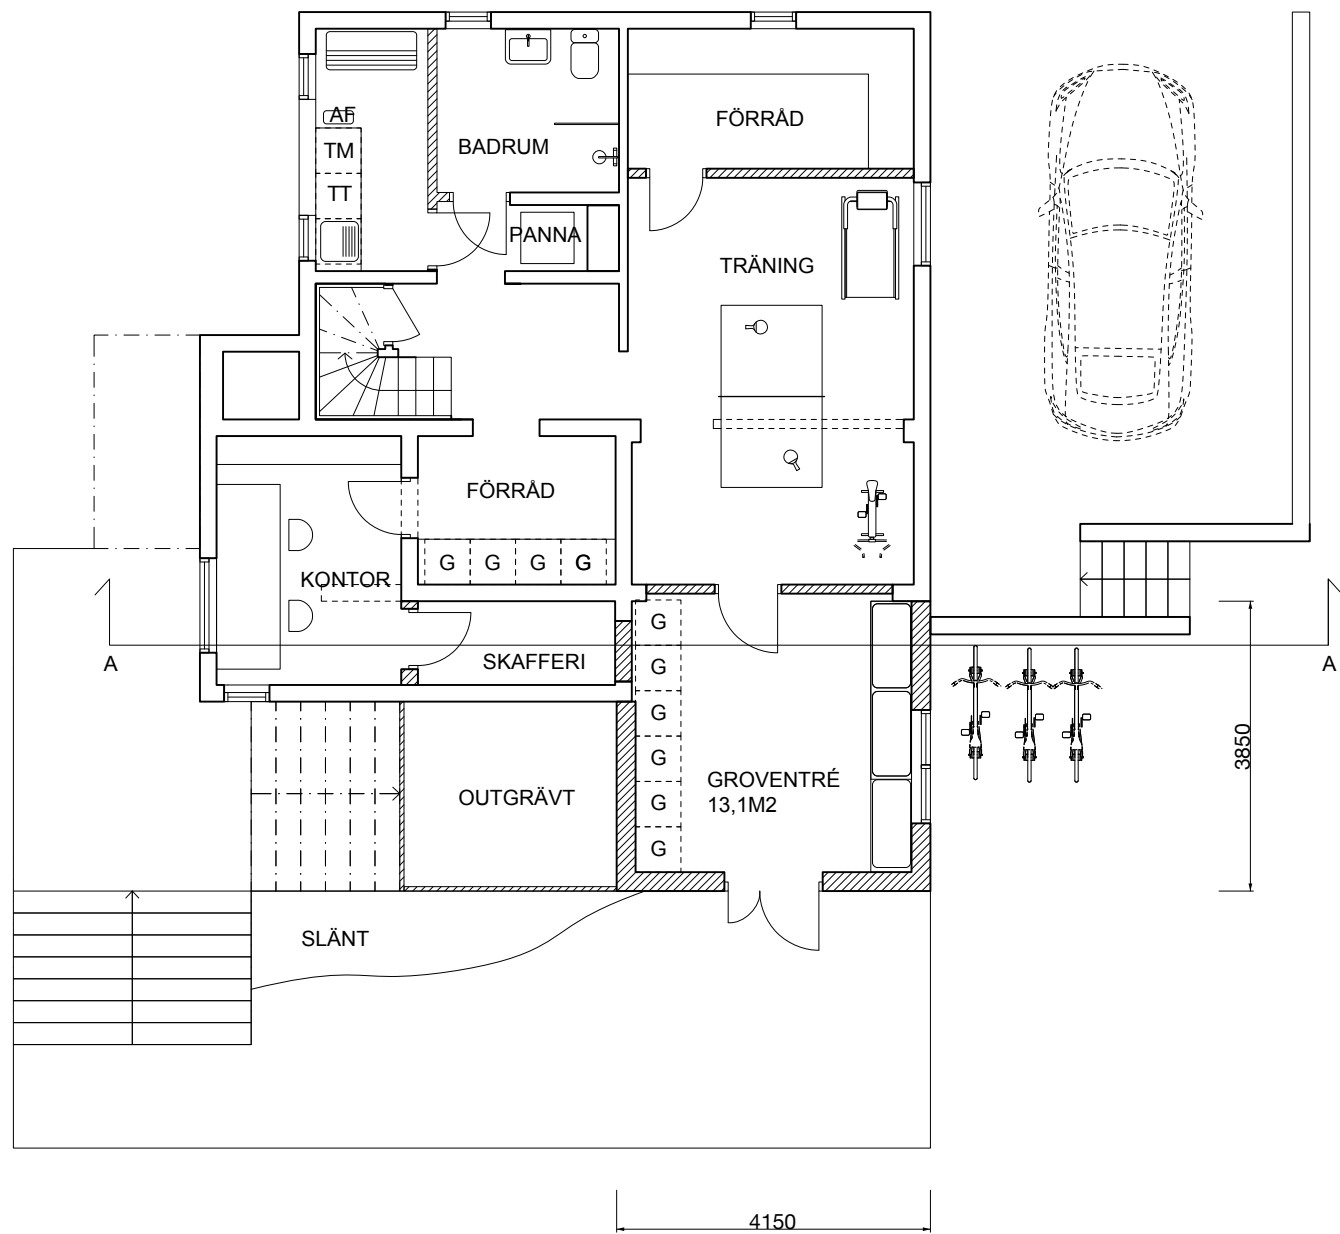 AF
TM
TT
BADRUM
PANNA
FÖRRÅD
TRÄNING
FÖRRÅD
G G G G
KONTOR
SKAFFERI
A
A
G
G
G
G
G
G
GROVENTRÉ
13,1M2
OUTGRÄVT
SLÄNT
3850
4150